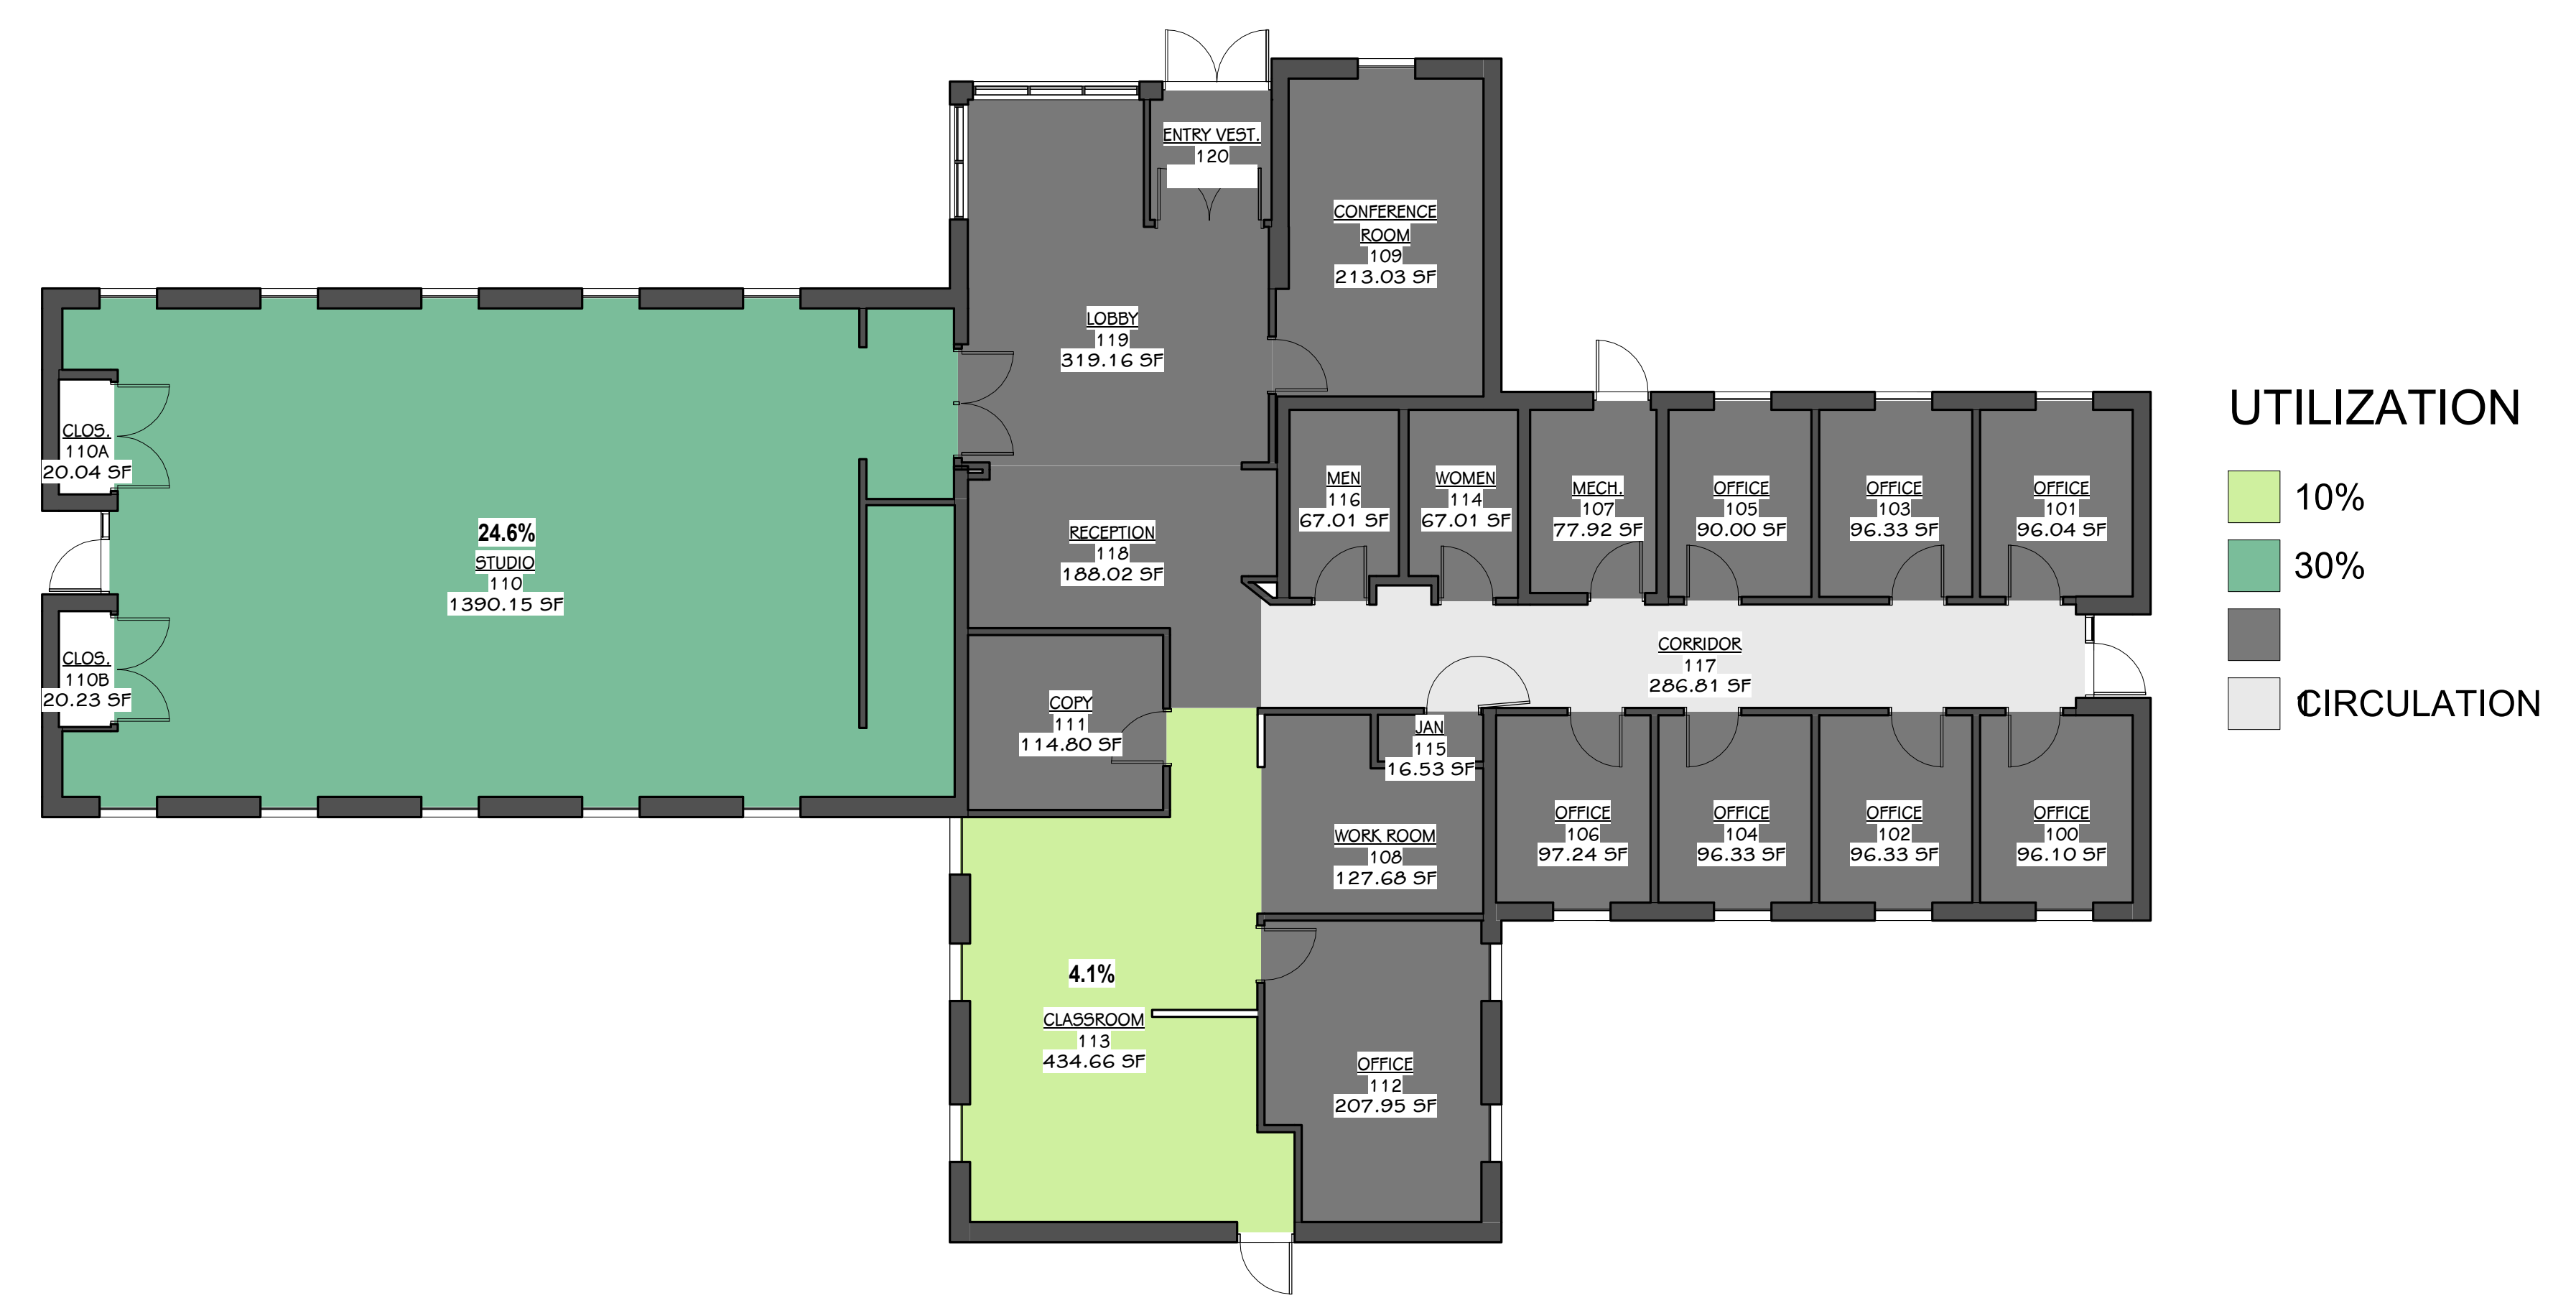 ENTRY VEST.
120
CONFERENCE
ROOM
109
213.03 SF
LOBBY
119
319.16 SF
CLOS.
110A
20.04 SF
24.6%
STUDIO
110
1390.15 SF
CLOS.
110B
20.23 SF
RECEPTION
118
188.02 SF
MEN
116
67.01 SF
WOMEN
114
67.01 SF
MECH.
107
77.92 SF
OFFICE
105
90.00 SF
OFFICE
103
96.33 SF
OFFICE
101
96.04 SF
CORRIDOR
117
286.81 SF
COPY
111
114.80 SF
JAN
115
16.53 SF
WORK ROOM
108
127.68 SF
OFFICE
106
97.24 SF
OFFICE
104
96.33 SF
OFFICE
102
96.33 SF
OFFICE
100
96.10 SF
4.1%
CLASSROOM
113
434.66 SF
OFFICE
112
207.95 SF
UTILIZATION
10%
30%
CIRCULATION